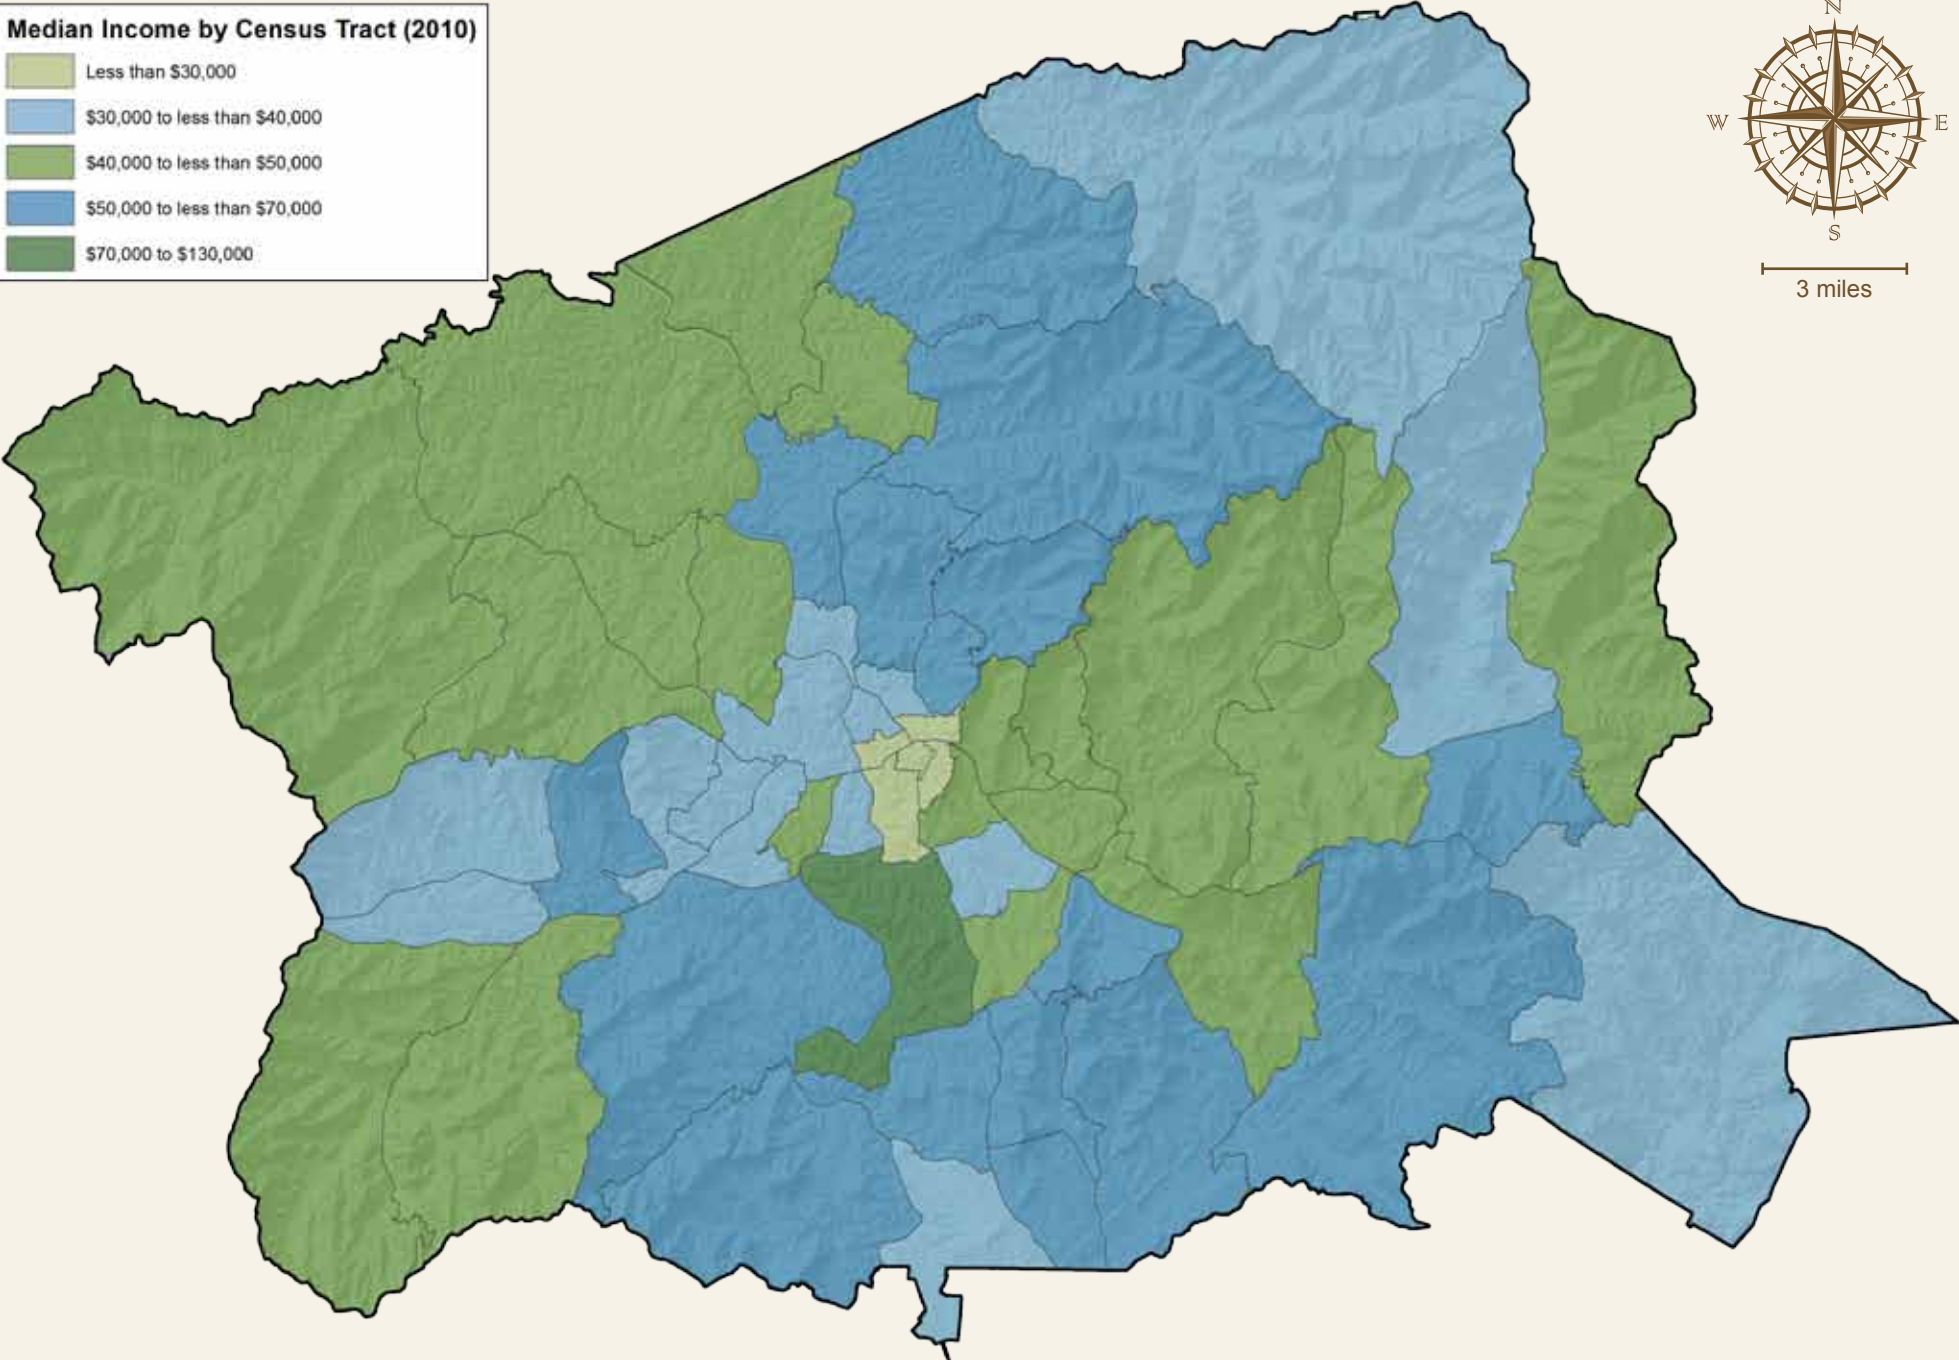 Median Income by Census Tract (2010)
Less than $30,000
$30,000 to less than $40,000
$40,000 to less than $50,000
$50,000 to less than $70,000
$70,000 to $130,000
N
W
E
S
3 miles